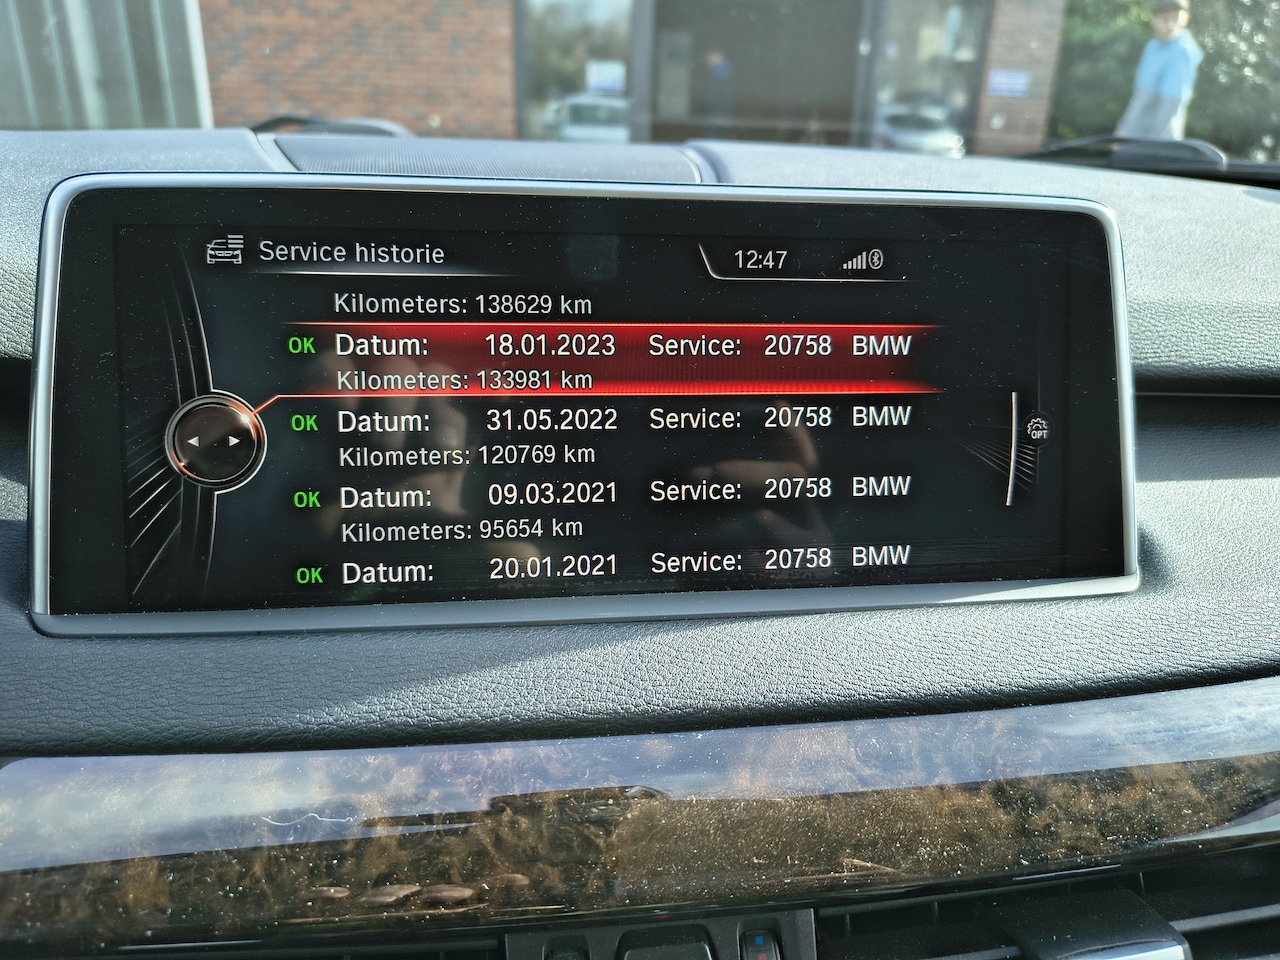 Service historie
12:47
Kilometers: 138629 km
OK Datum: 18.01.2023 Service: 20758 BMW
Kilometers: 133981 km
OK Datum: 31.05.2022 Service: 20758 BMW
Kilometers: 120769 km
OPT
OK Datum: 09.03.2021 Service: 20758 BMW
Kilometers: 95654 km
OK Datum: 20.01.2021 Service: 20758 BMW